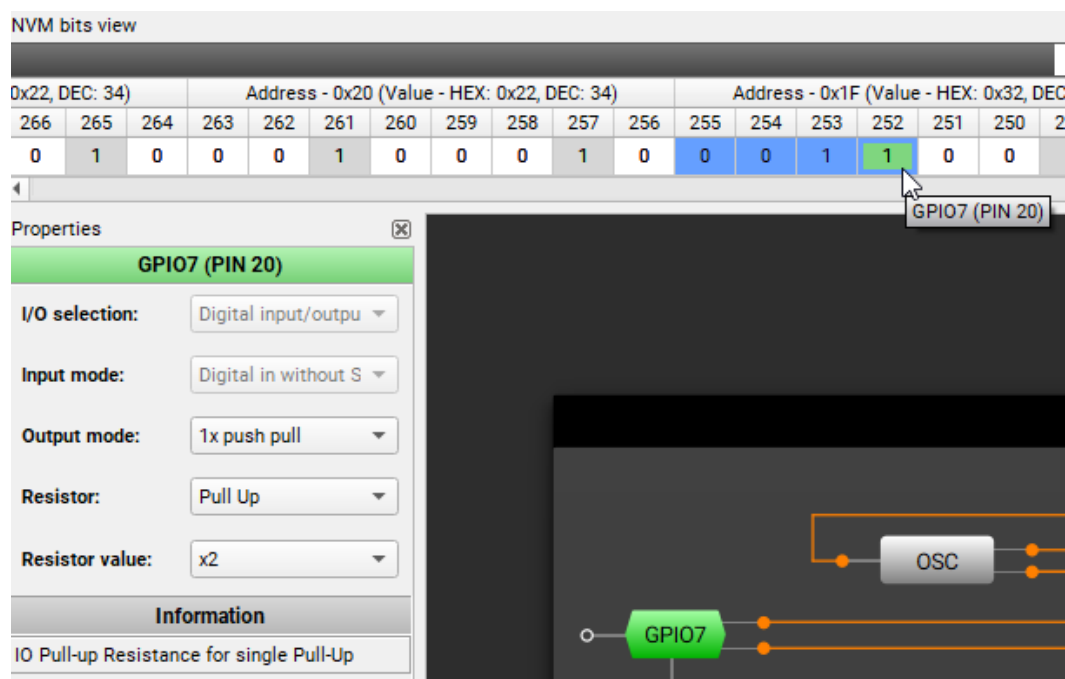 NVM bits view
0x22, DEC: 34) Address - 0x20 (Value - HEX: 0x22, DEC: 34) Address - 0x1F (Value - HEX: 0x32, DEC
266 265 264 263 262 261 260 259 258 257 256 255 254 253 252 251 250 2
0 1 0 0 0 1 0 0 0 1 0 0 0 1 1 0 0
GPIO7 (PIN 20)
Properties
GPIO7 (PIN 20)
I/O selection: Digital input/outpu
Input mode: Digital in without S
Output mode: 1x push pull
Resistor: Pull Up
Resistor value: x2
Information
IO Pull-up Resistance for single Pull-Up
OSC
GPIO7